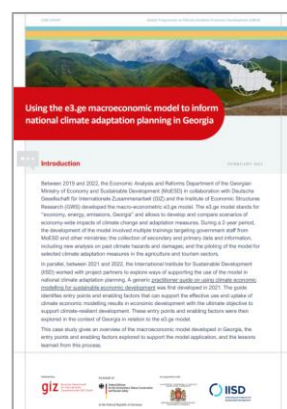 CASE STUDY
Global Programme on Climate Resilient Economic Development (CRED)
Using the e3.ge macroeconomic model to inform
national climate adaptation planning in Georgia
Introduction
FEBRUARY 202
Between 2019 and 2022, the Economic Analysis and Reforms Department of the Georgian
Ministry of Economy and Sustainable Development (MoESD) in collaboration with Deutsche
Gesellschaft für Internationale Zusammenarbeit (GIZ) and the Institute of Economic Structures
Research (GWS) developed the macro-econometric e3.ge model. The e3.ge model stands for
"economy, energy, emissions, Georgia" and allows to develop and compare scenarios of
economy-wide impacts of climate change and adaptation measures. During a 2-year period,
the development of the model involved multiple trainings targeting government staff from
MoESD and other ministries; the collection of secondary and primary data and information,
including new analysis on past climate hazards and damages; and the piloting of the model for
selected climate adaptation measures in the agriculture and tourism sectors.
In parallel, between 2021 and 2022, the International Institute for Sustainable Development
(IISD) worked with project partners to explore ways of supporting the use of the model in
national climate adaptation planning. A generic practitioner guide on using climate economic
modelling for sustainable economic development was first developed in 2021. The guide
identifies entry points and enabling factors that can support the effective use and uptake of
climate economic modelling results in economic development with the ultimate objective to
support climate-resilient development. These entry points and enabling factors were then
explored in the context of Georgia in relation to the e3.ge model.
This case study gives an overview of the macroeconomic model developed in Georgia, the
entry points and enabling factors explored to support the model application, and the lessons
learned from this process.
giz
IISD